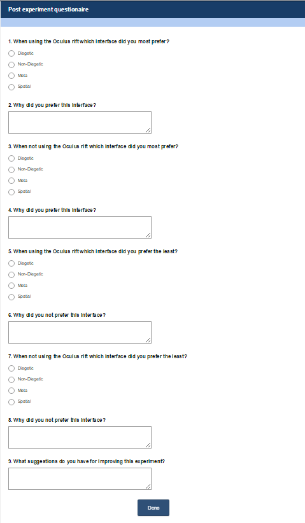 Post experiment questionaire
1. When using the Oculus rift which interface did you most prefer?
Diegetic
Non-Diegetic
Meta
Spatial
2. Why did you prefer this interface?
3. When not using the Oculus rift which interface did you most prefer?
Diegetic
Non-Diegetic
Meta
Spatial
4. Why did you prefer this interface?
5. When using the Oculus rift which interface did you prefer the least?
Diegetic
Non-Diegetic
Meta
Spatial
6. Why did you not prefer this interface?
7. When not using the Oculus rift which interface did you prefer the least?
Diegetic
Non-Diegetic
Meta
Spatial
8. Why did you not prefer this interface?
9. What suggestions do you have for improving this experiment?
Done